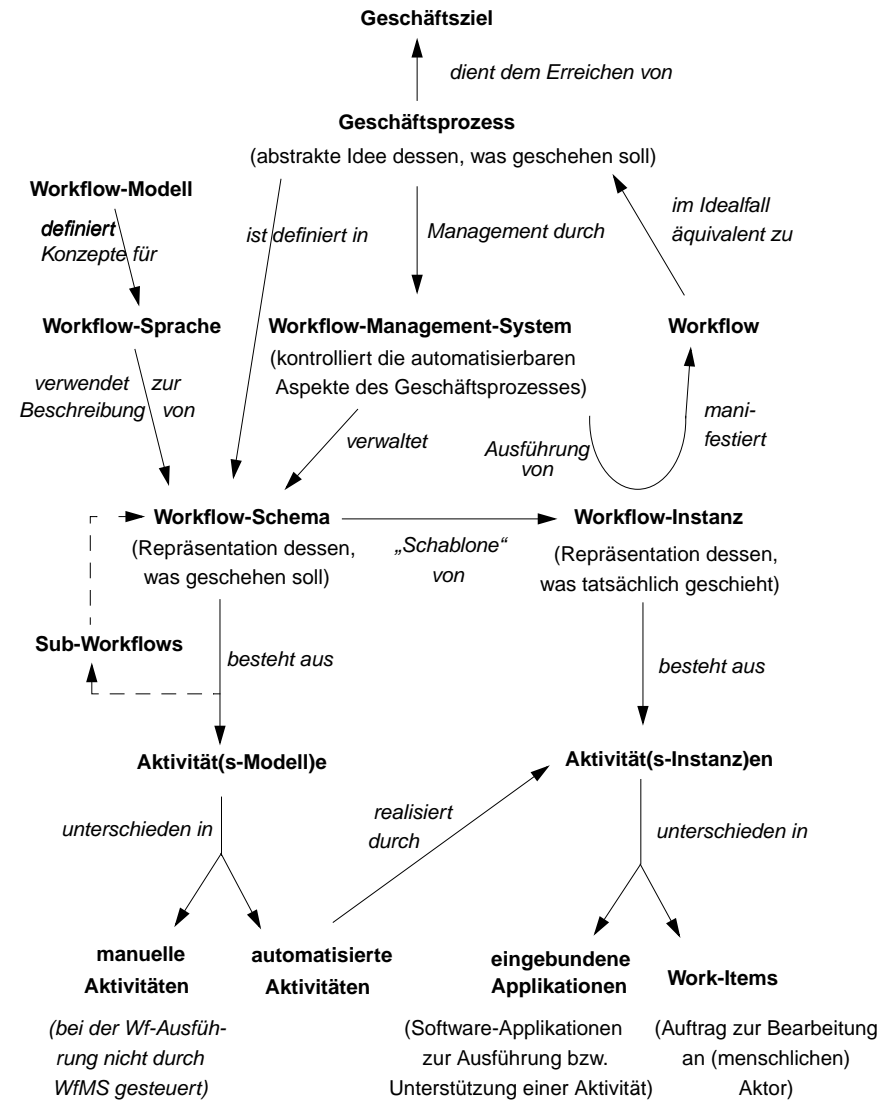 Geschäftsziel
dient dem Erreichen von
Geschäftsprozess
(abstrakte Idee dessen, was geschehen soll)
Workflow-Modell
definiert
Konzepte für
ist definiert in
Management durch
im Idealfall
äquivalent zu
Workflow-Sprache
Workflow-Management-System
(kontrolliert die automatisierbaren
Aspekte des Geschäftsprozesses)
Workflow
verwendet zur
Beschreibung von
verwaltet
Ausführung
von
mani-
festiert
Workflow-Schema
(Repräsentation dessen,
was geschehen soll)
„Schablone“
von
Workflow-Instanz
(Repräsentation dessen,
was tatsächlich geschieht)
Sub-Workflows
besteht aus
besteht aus
Aktivität(s-Modell)e
Aktivität(s-Instanz)en
unterschieden in
realisiert
durch
unterschieden in
manuelle
Aktivitäten
(bei der Wf-Ausfüh-
rung nicht durch
WfMS gesteuert)
automatisierte
Aktivitäten
eingebundene
Applikationen
(Software-Applikationen
zur Ausführung bzw.
Unterstützung einer Aktivität)
Work-Items
(Auftrag zur Bearbeitung
an (menschlichen)
Aktor)